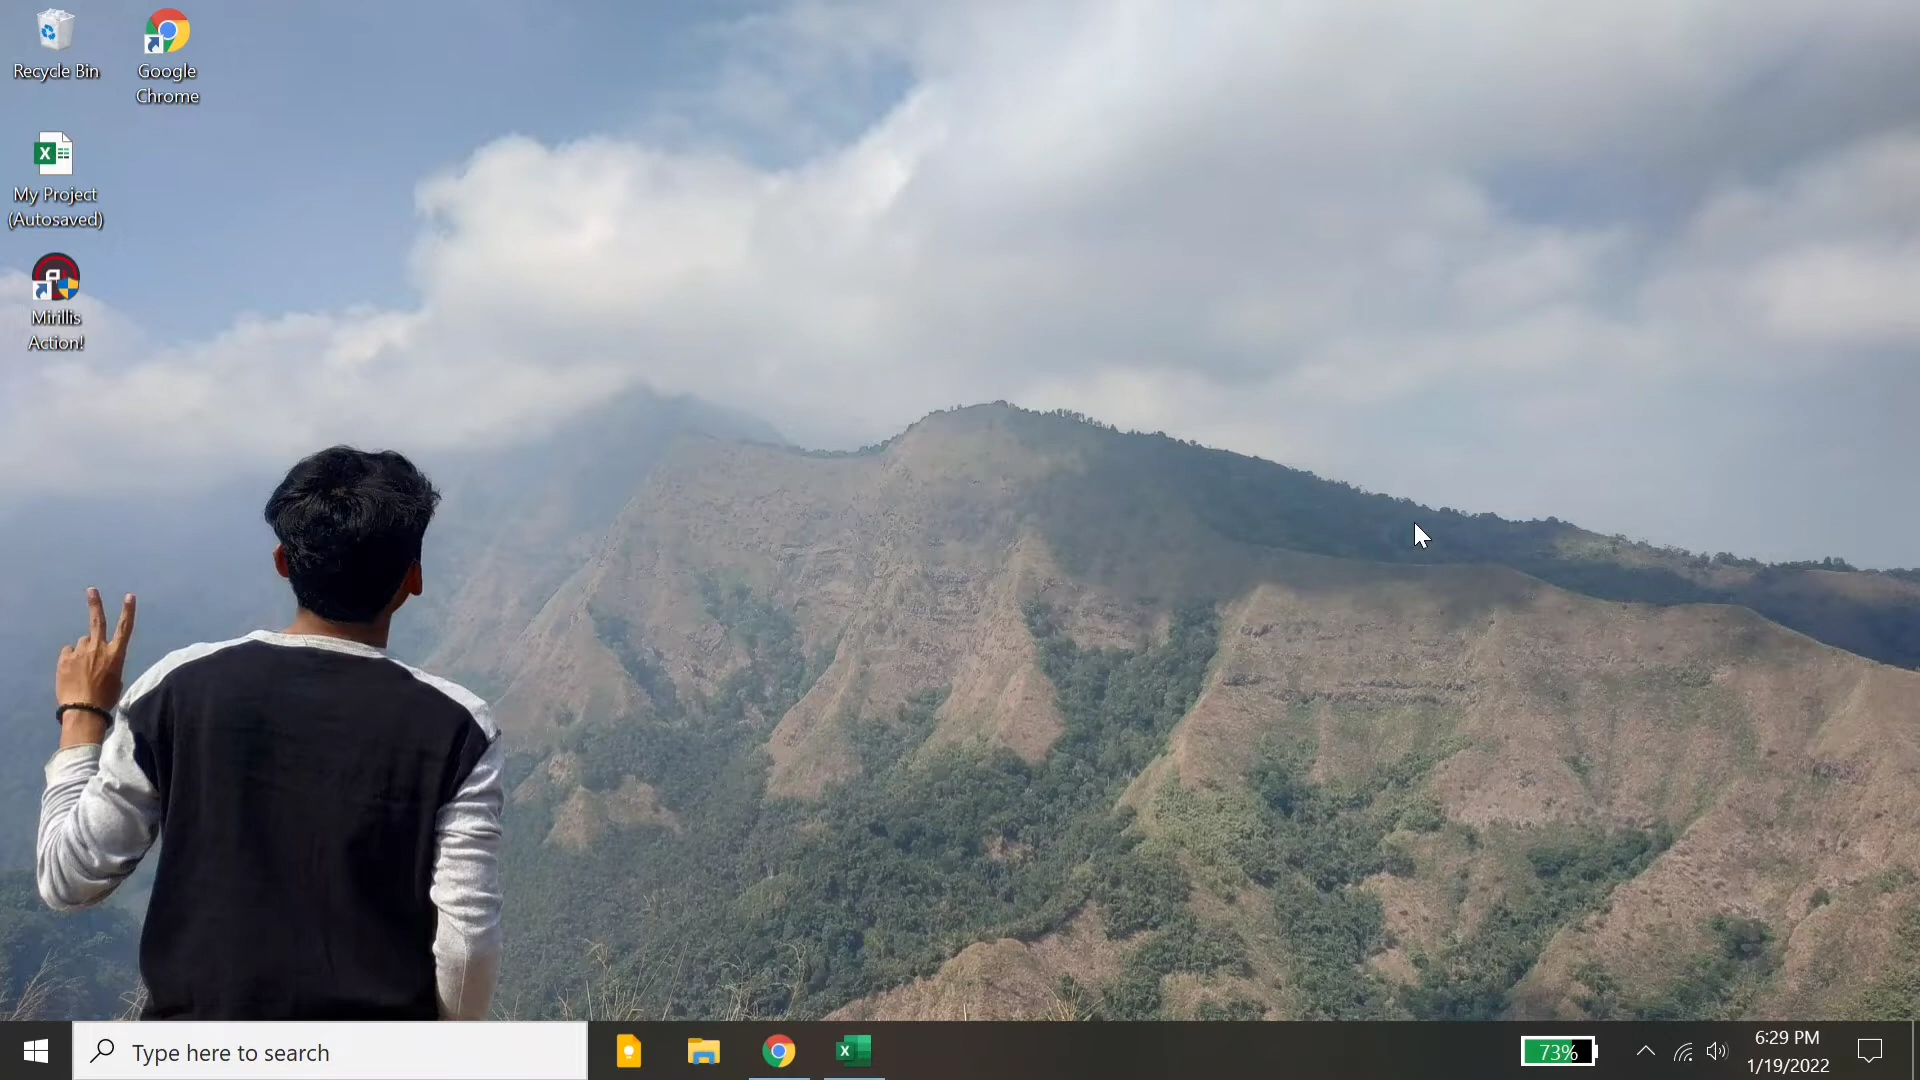 Recycle Bin
Google
Chrome
My Project
(Autosaved)
Mirillis
Action!
Type here to search
73%
6:29 PM
1/19/2022